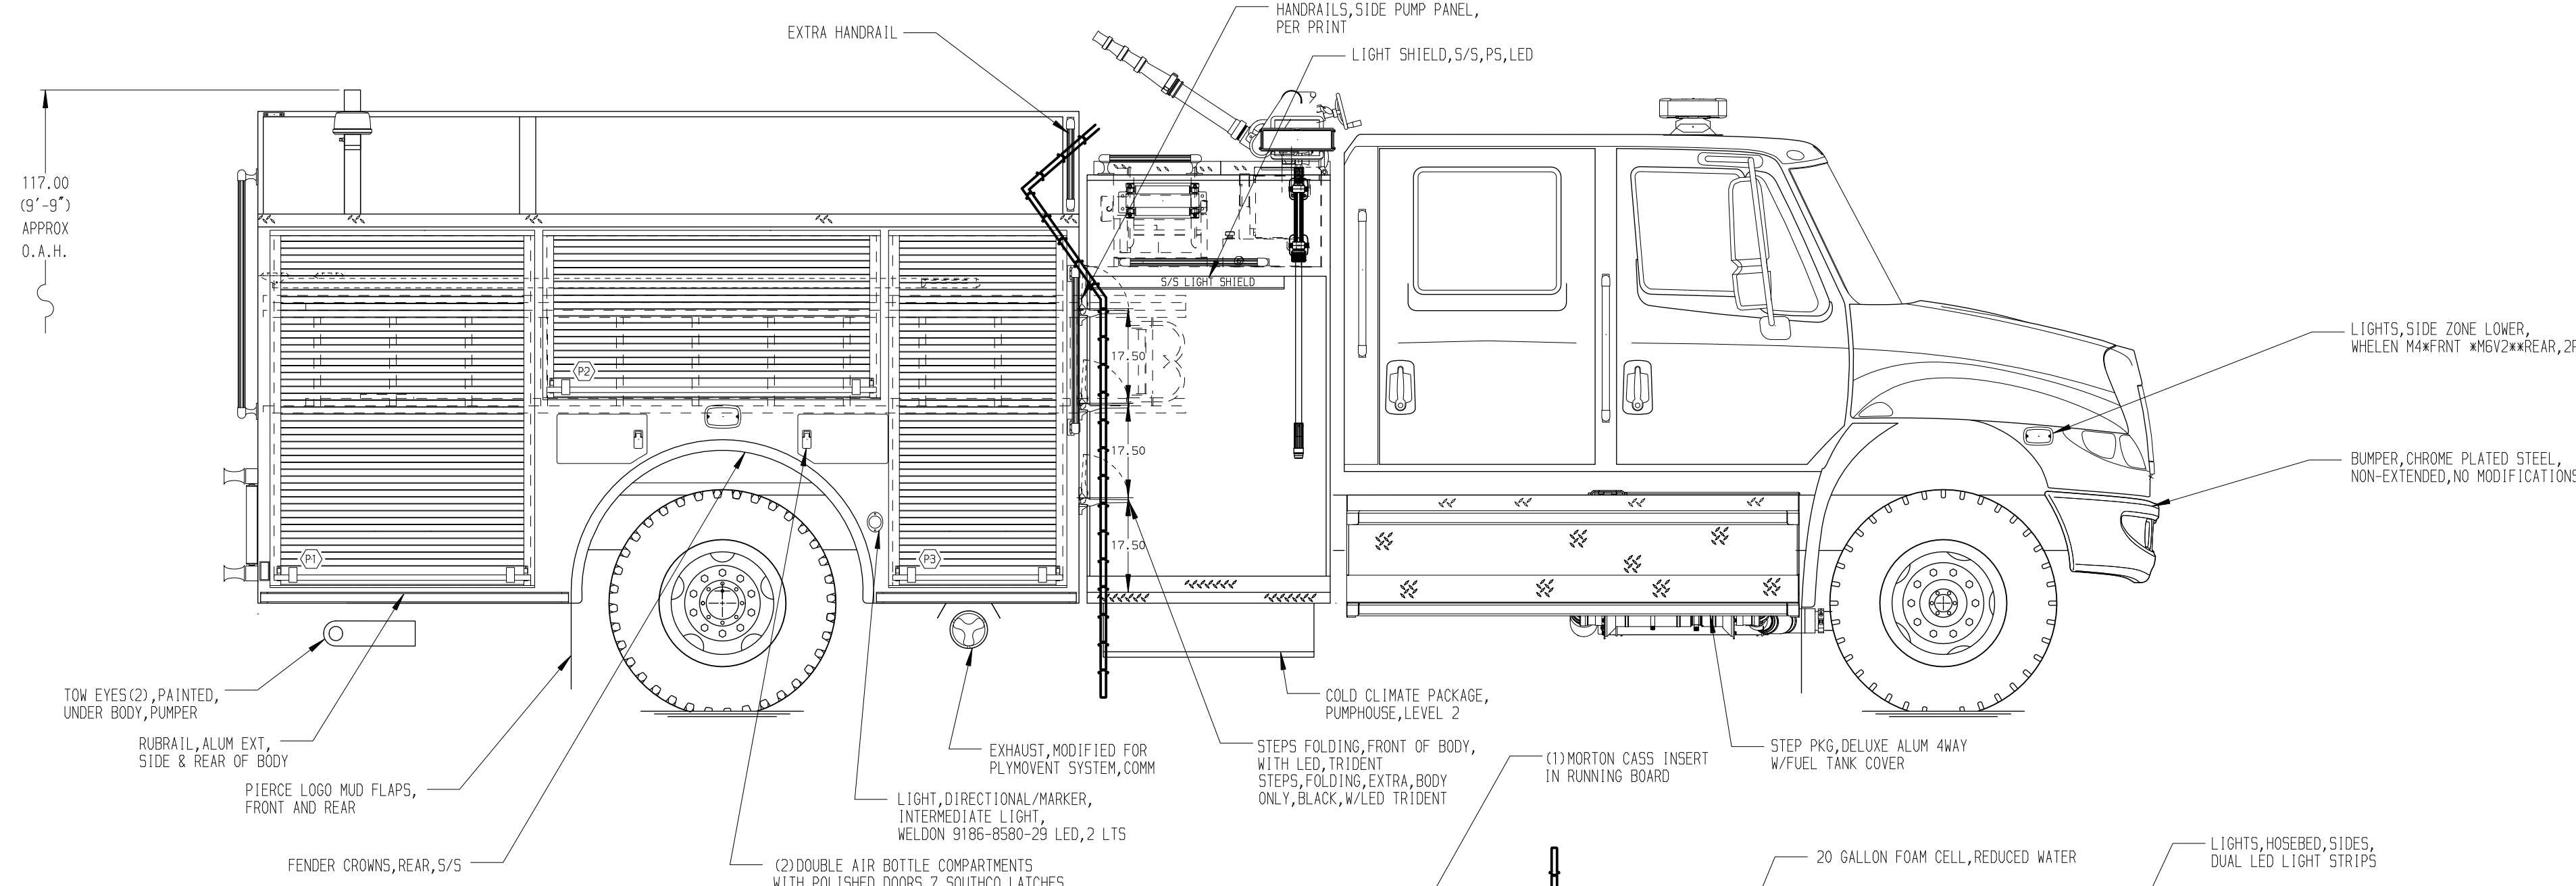 HANDRAILS,SIDE PUMP PANEL,
PER PRINT
EXTRA HANDRAIL
LIGHT SHIELD,S/S,PS,LED
117.00
(9'-9")
APPROX
O.A.H.
S/S LIGHT SHIELD
LIGHTS,SIDE ZONE LOWER,
WHELEN M4*FRNT *M6V2**REAR,2P
17.50
P2
BUMPER,CHROME PLATED STEEL,
NON-EXTENDED,NO MODIFICATIONS
17.50
17.50
P1
P3
TOW EYES(2),PAINTED,
UNDER BODY,PUMPER
COLD CLIMATE PACKAGE,
PUMPHOUSE,LEVEL 2
RUBRAIL,ALUM EXT,
SIDE & REAR OF BODY
EXHAUST,MODIFIED FOR
PLYMOVENT SYSTEM,COMM
STEPS FOLDING,FRONT OF BODY,
WITH LED,TRIDENT
STEPS,FOLDING,EXTRA,BODY
ONLY,BLACK,W/LED TRIDENT
(1)MORTON CASS INSERT
IN RUNNING BOARD
STEP PKG,DELUXE ALUM 4WAY
W/FUEL TANK COVER
PIERCE LOGO MUD FLAPS,
FRONT AND REAR
LIGHT,DIRECTIONAL/MARKER,
INTERMEDIATE LIGHT,
WELDON 9186-8580-29 LED,2 LTS
FENDER CROWNS,REAR,S/S
(2)DOUBLE AIR BOTTLE COMPARTMENTS
WITH POLISHED DOORS 7 SOUTHCO LATCHES
20 GALLON FOAM CELL,REDUCED WATER
LIGHTS,HOSEBED,SIDES,
DUAL LED LIGHT STRIPS